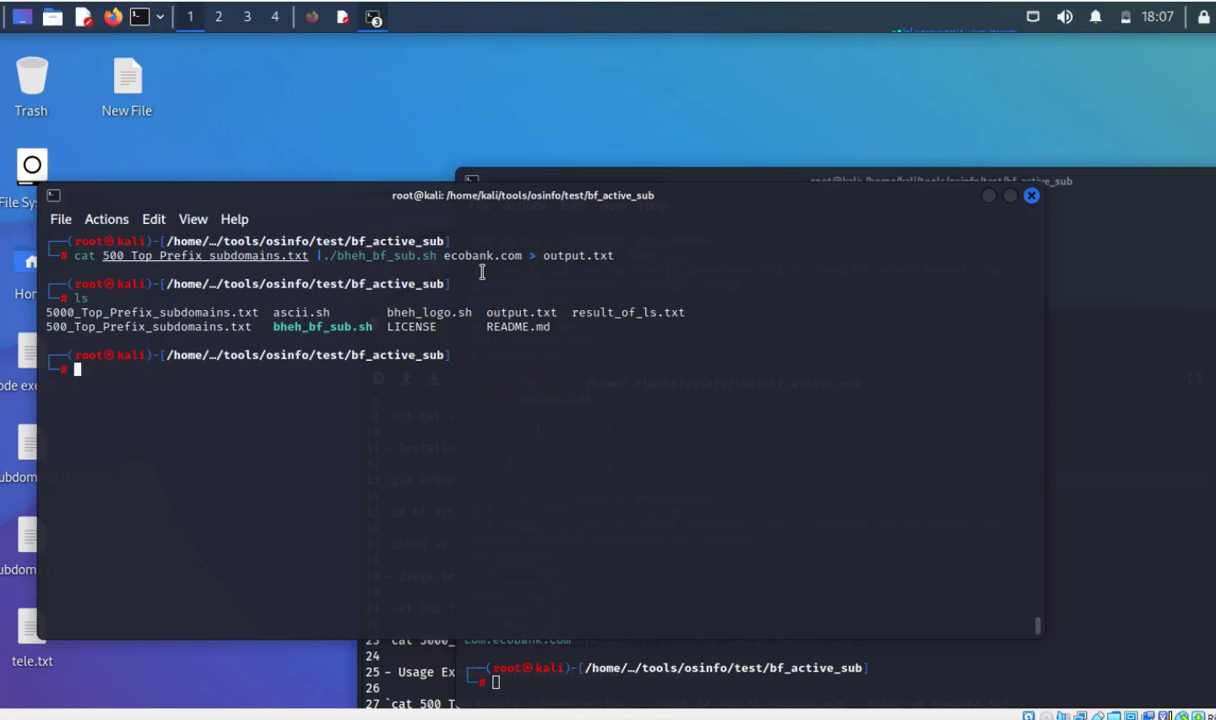 1 2 3 4 3 18:07
Trash
New File
File Sy
root@kali: /home/kali/tools/osinfo/test/bf_active_sub
File Actions Edit View Help
┌──(root㉿kali)-[/home/…/tools/osinfo/test/bf_active_sub]
└─# cat 500_Top_Prefix_subdomains.txt |./bheh_bf_sub.sh ecobank.com > output.txt
┌──(root㉿kali)-[/home/…/tools/osinfo/test/bf_active_sub]
└─# ls
5000_Top_Prefix_subdomains.txt ascii.sh bheh_logo.sh output.txt result_of_ls.txt
500_Top_Prefix_subdomains.txt bheh_bf_sub.sh LICENSE README.md
┌──(root㉿kali)-[/home/…/tools/osinfo/test/bf_active_sub]
└─#
ode exe
ubdom
ubdom
tele.txt
23 `cat 5000_
24
25 - Usage Ex
26
27 `cat 500 T
com.ecobank.com
┌──(root㉿kali)-[/home/…/tools/osinfo/test/bf_active_sub]
└─#